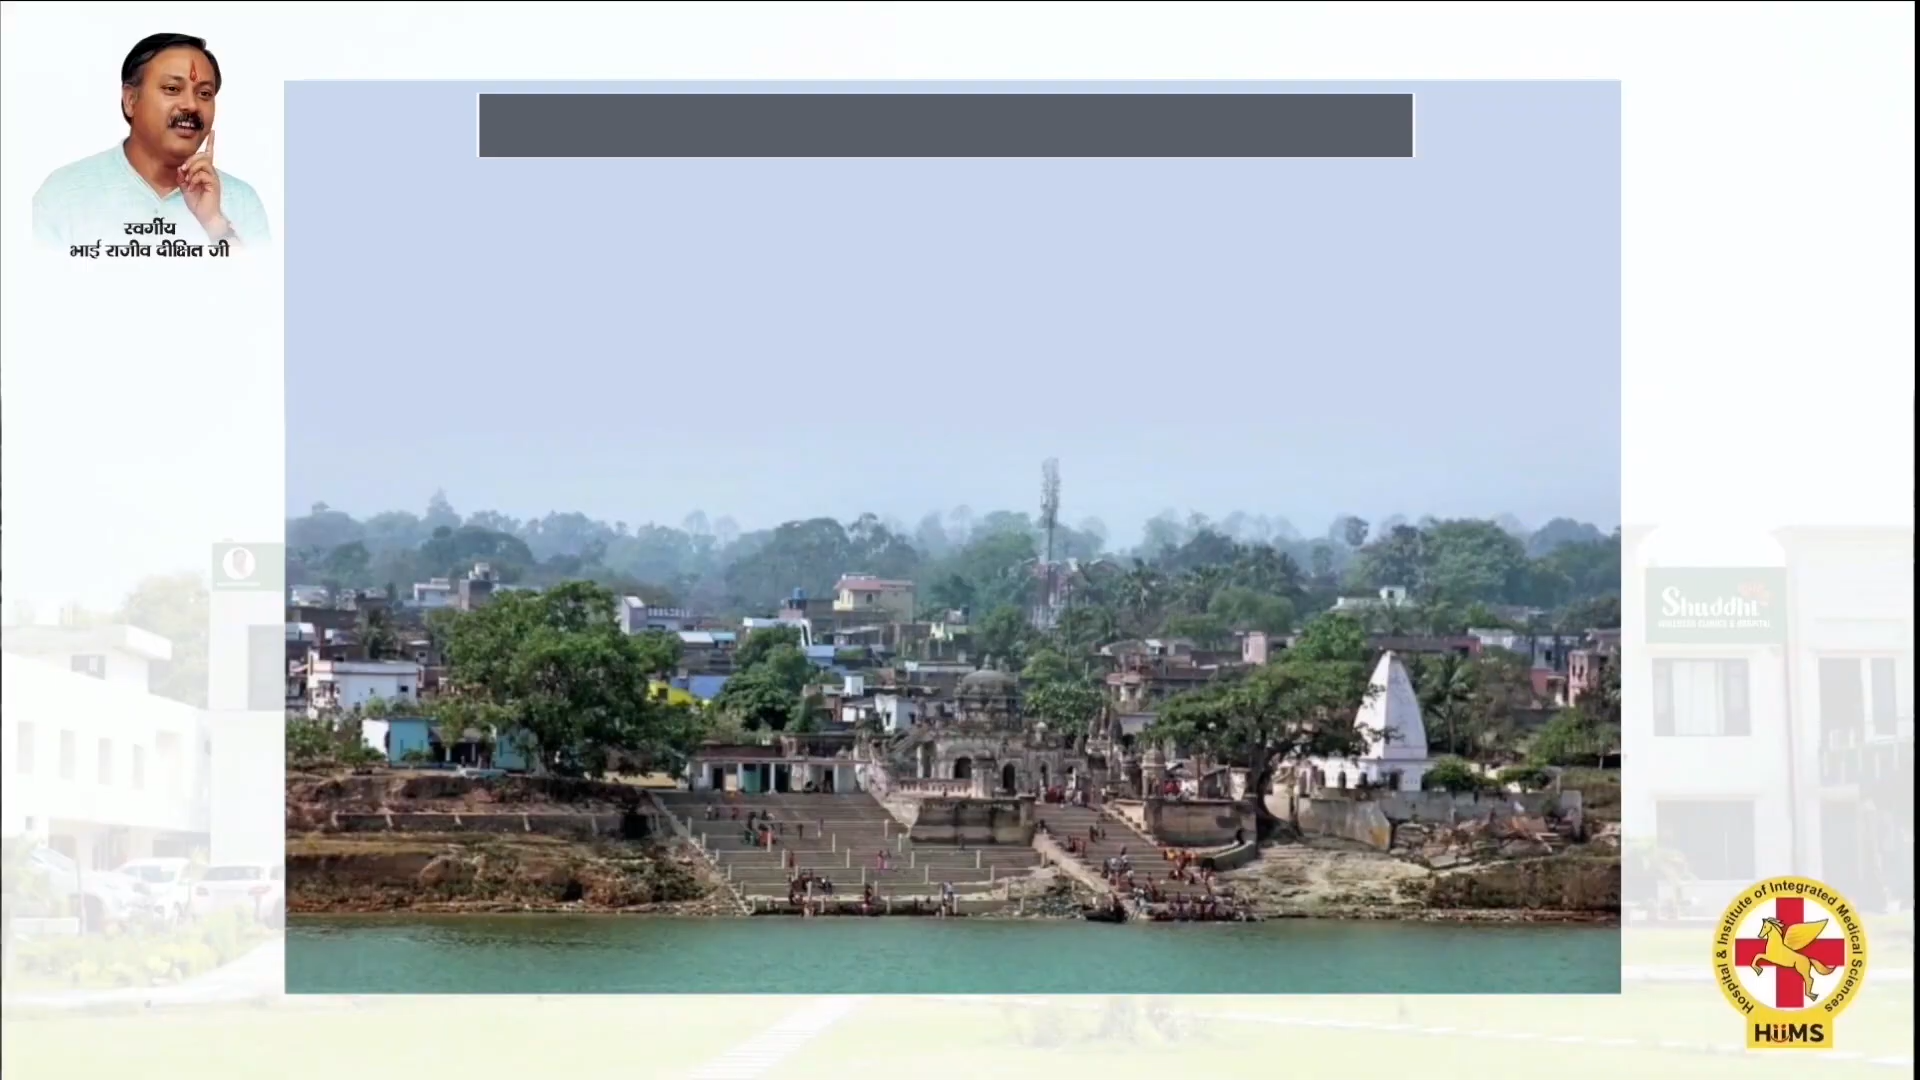 स्वर्गीय
भाई राजीव दीक्षित जी
Shuddhi
Hospital & Institute of Integrated Medical Sciences
HiiMS